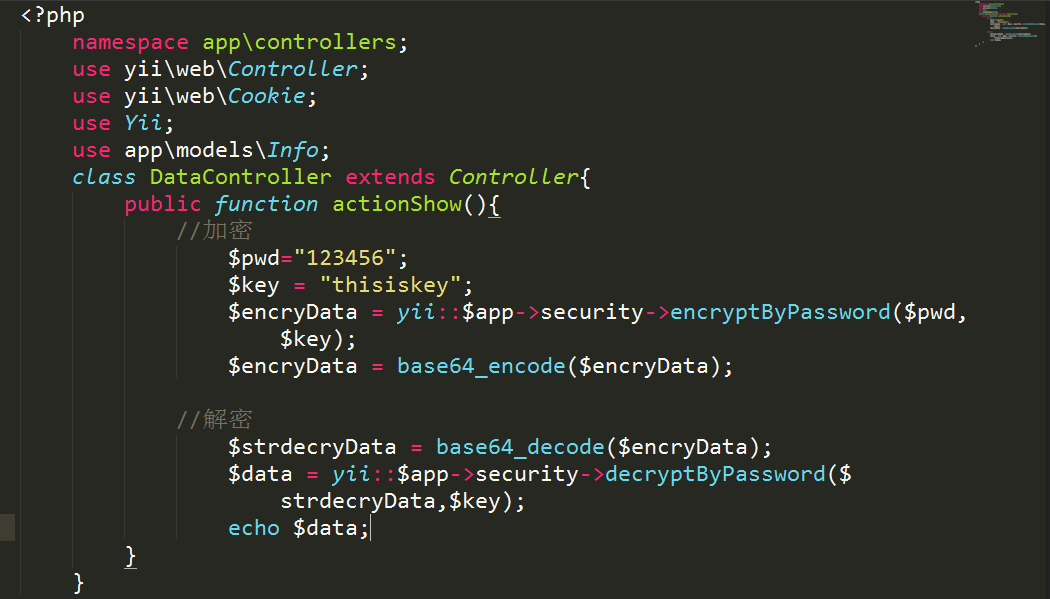 <?php
namespace app\controllers;
use yii\web\Controller;
use yii\web\Cookie;
use Yii;
use app\models\Info;
class DataController extends Controller{
public function actionShow(){
//加密
$pwd="123456";
$key = "thisiskey";
$encryData = yii::$app->security->encryptByPassword($pwd,
$key);
$encryData = base64_encode($encryData);
//解密
$strdecryData = base64_decode($encryData);
$data = yii::$app->security->decryptByPassword($
strdecryData,$key);
echo $data;
}
}